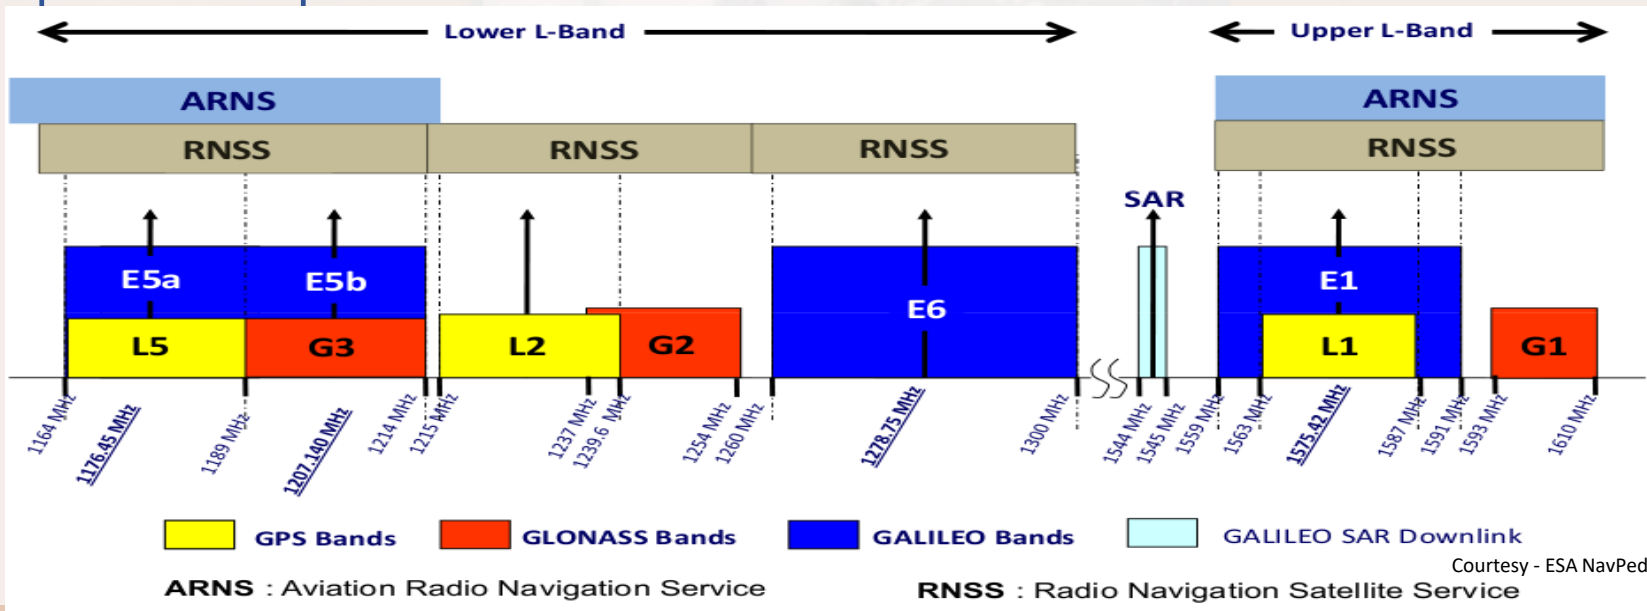 Lower L-Band
Upper L-Band
ARNS
ARNS
RNSS
RNSS
RNSS
RNSS
SAR
E5a
E5b
E6
E1
L5
G3
L2
G2
L1
G1
1164 MHz
1176.45 MHz
1189 MHz
1207.140 MHz
1214 MHz
1215 MHz
1237 MHz
1239.6 MHz
1254 MHz
1260 MHz
1278.75 MHz
1300 MHz
1544 MHz
1545 MHz
1559 MHz
1563 MHz
1575.42 MHz
1587 MHz
1591 MHz
1593 MHz
1610 MHz
GPS Bands
GLONASS Bands
GALILEO Bands
GALILEO SAR Downlink
Courtesy - ESA NavPed
ARNS : Aviation Radio Navigation Service
RNSS : Radio Navigation Satellite Service